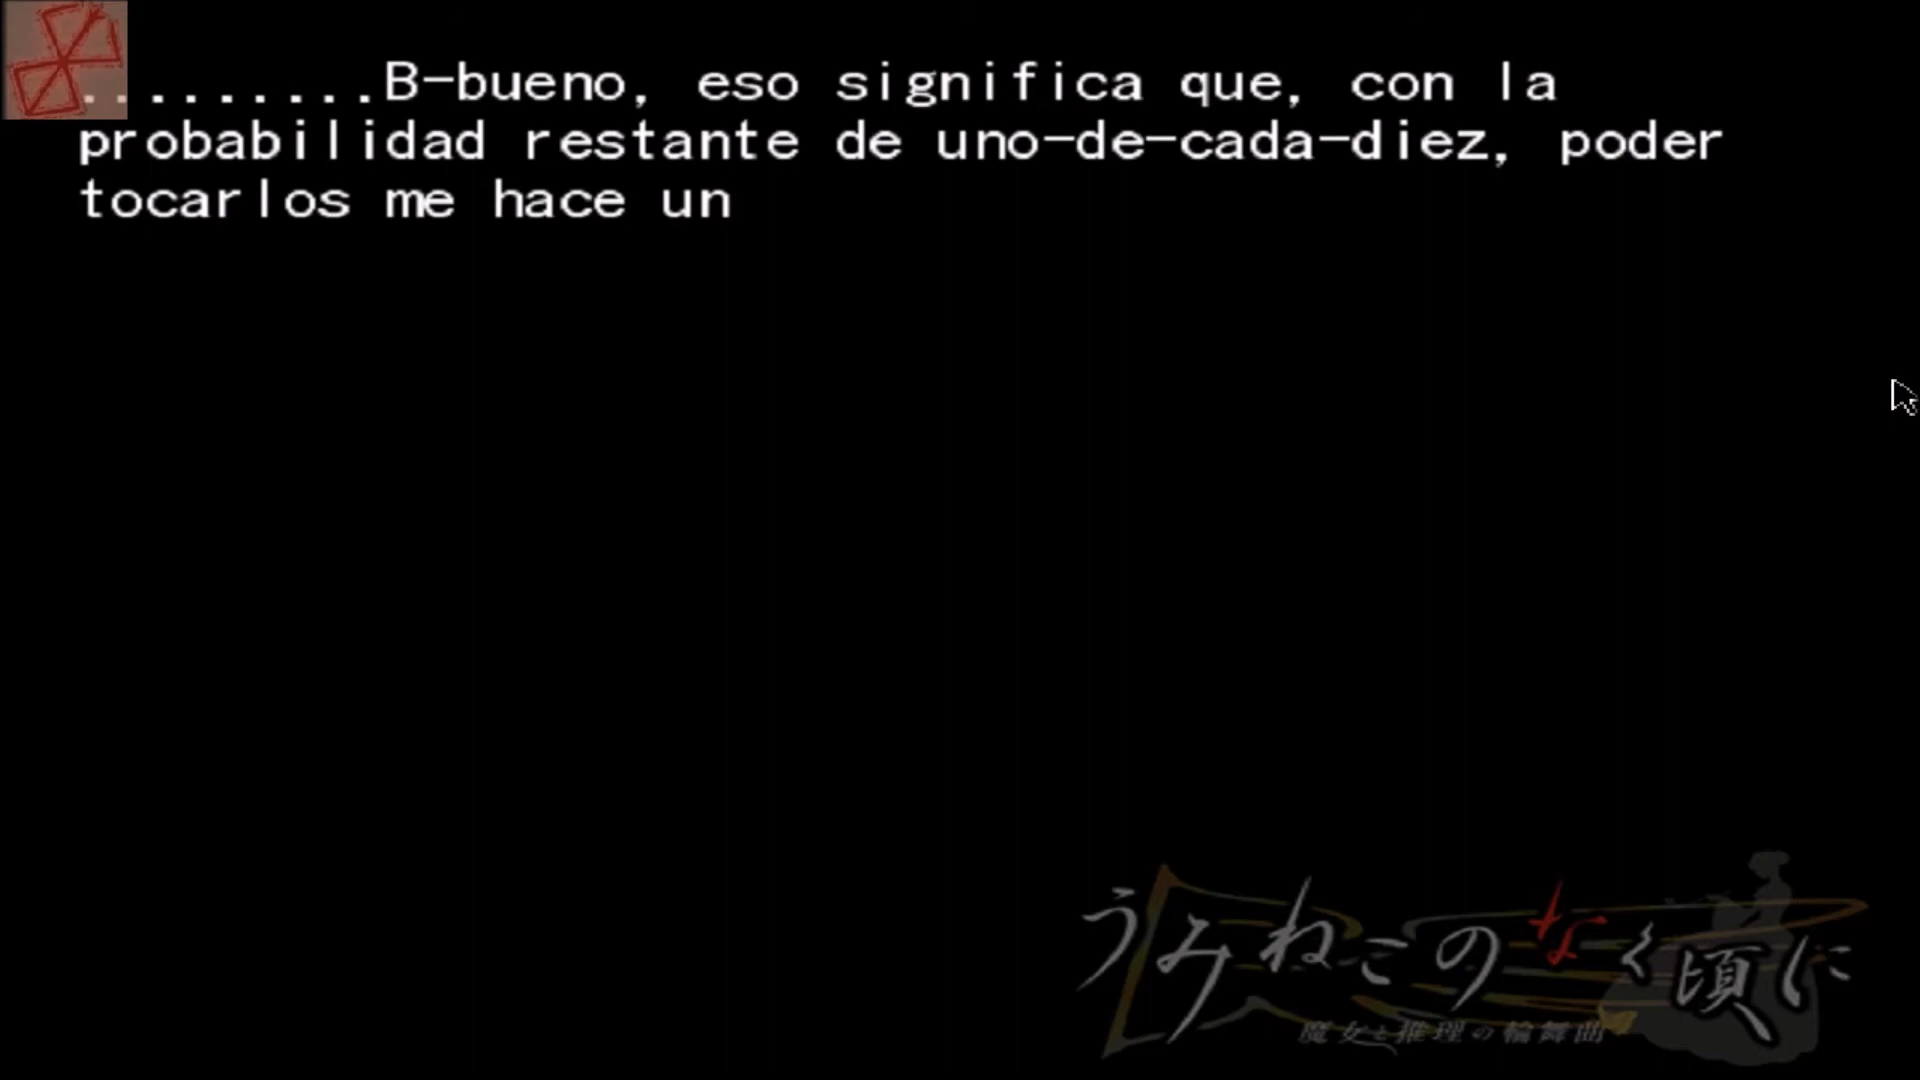 .........B-bueno, eso significa que, con la
probabilidad restante de uno-de-cada-diez, poder
tocarlos me hace un
うみねこのなく頃に
魔女と推理の輪舞曲